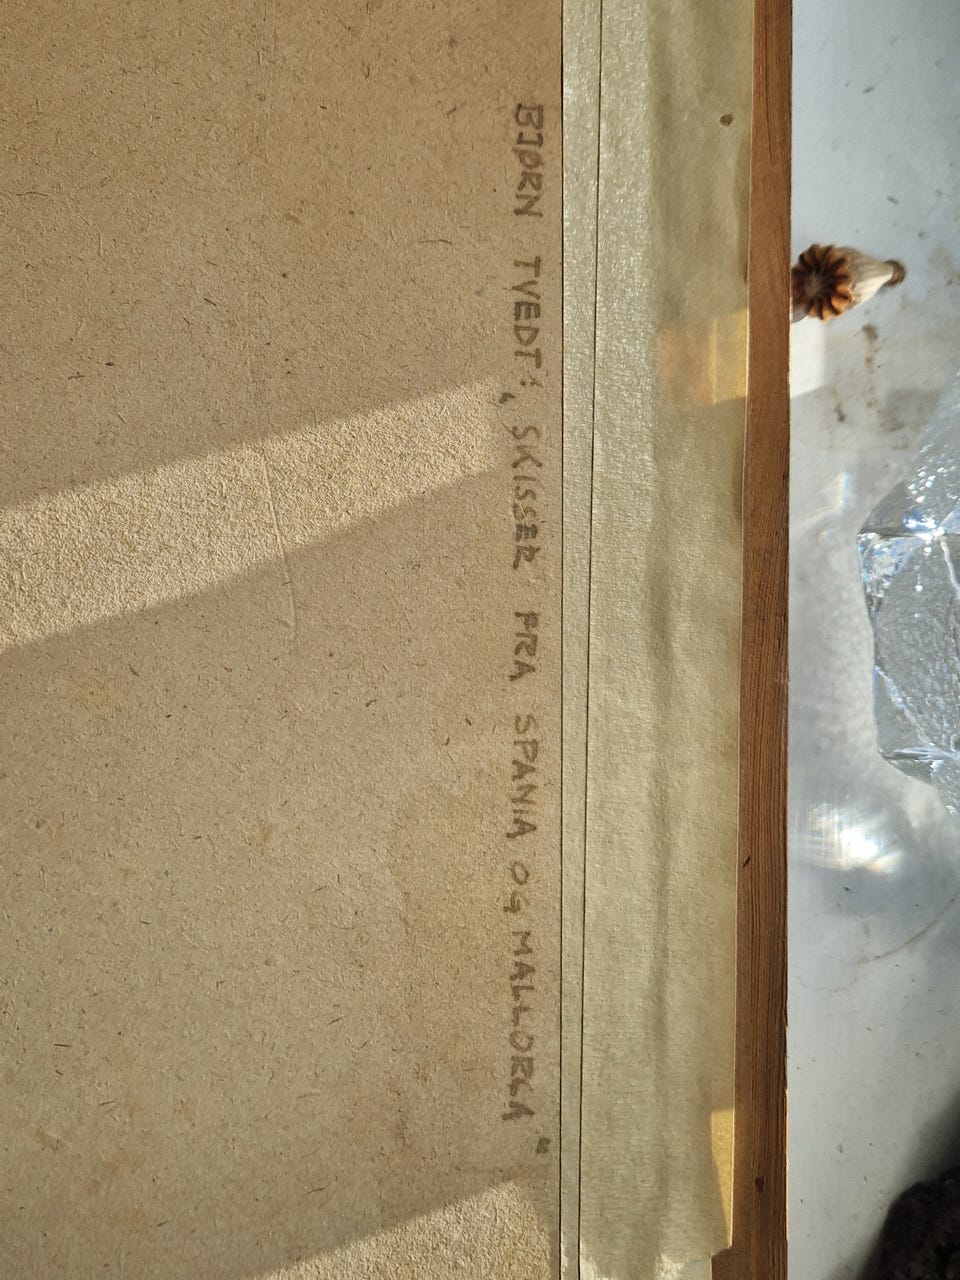 BJØRN TVEDT: „SKISSER FRA SPANIA OG MALLORCA“